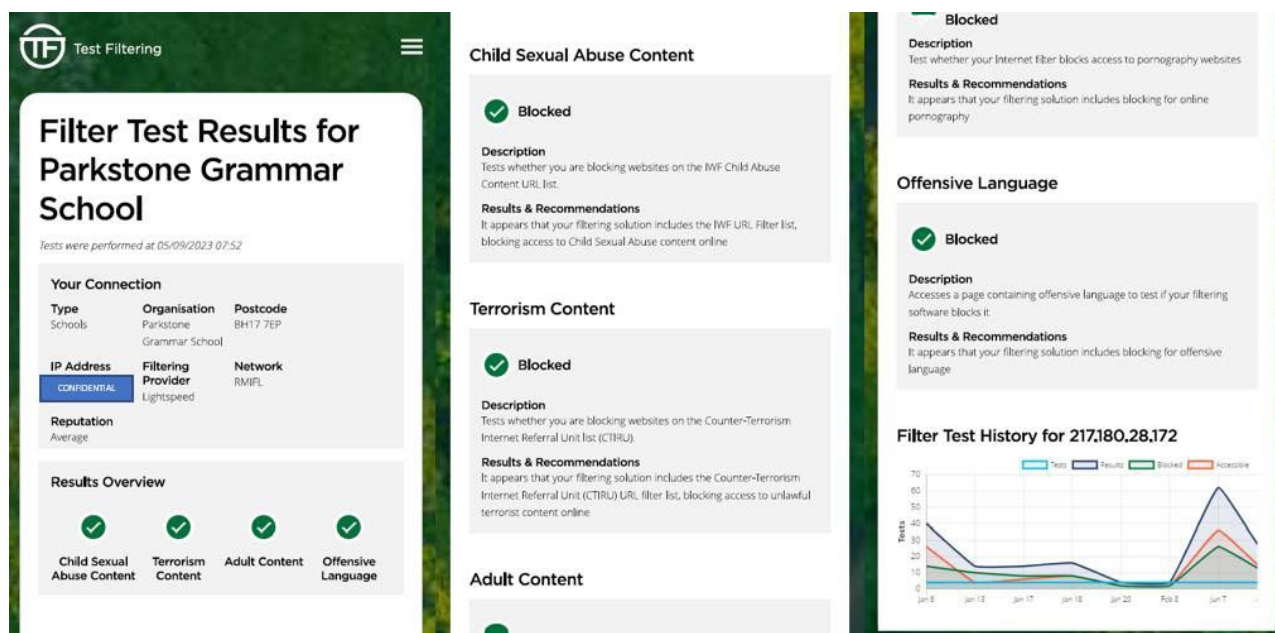 TF Test Filtering
Filter Test Results for
Parkstone Grammar
School
Tests were performed at 05/09/2023 07:52
Your Connection
Type Organisation Postcode
Schools Parkstone BH17 7EP
Grammar School
IP Address Filtering Network
CONFIDENTIAL Provider RMIFL
Lightspeed
Reputation
Average
Results Overview
Child Sexual Terrorism Adult Content Offensive
Abuse Content Content Language
Child Sexual Abuse Content
Blocked
Description
Tests whether you are blocking websites on the IWF Child Abuse
Content URL list.
Results & Recommendations
It appears that your filtering solution includes the IWF URL Filter list,
blocking access to Child Sexual Abuse content online
Terrorism Content
Blocked
Description
Tests whether you are blocking websites on the Counter-Terrorism
Internet Referral Unit list (CTIRU).
Results & Recommendations
It appears that your filtering solution includes the Counter-Terrorism
Internet Referral Unit (CTIRU) URL filter list, blocking access to unlawful
terrorist content online
Adult Content
Blocked
Description
Test whether your Internet filter blocks access to pornography websites
Results & Recommendations
It appears that your filtering solution includes blocking for online
pornography
Offensive Language
Blocked
Description
Accesses a page containing offensive language to test if your filtering
software blocks it
Results & Recommendations
It appears that your filtering solution includes blocking for offensive
language
Filter Test History for 217.180.28.172
Tests Results Blocked Accessible
70
60
50
40
30
20
10
0
Tests
Jan 13 Jan 17 Jan 18 Jan 20 Jun 7